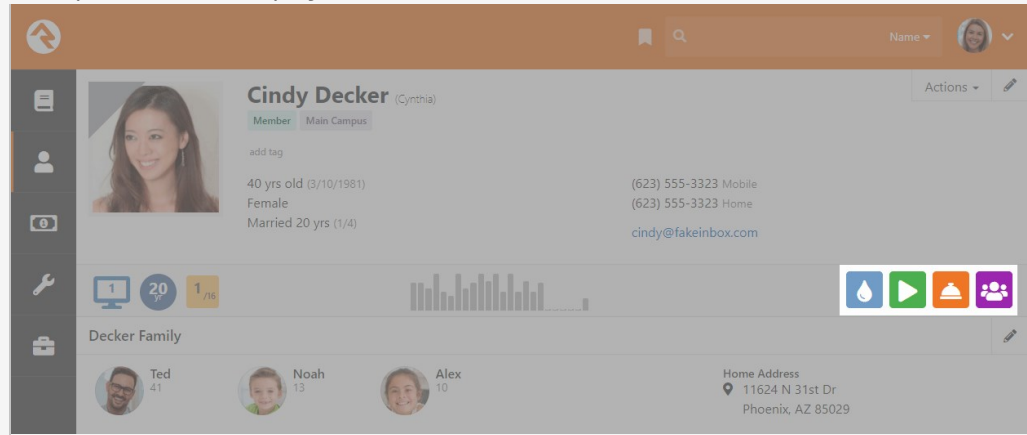 Name
Actions
Cindy Decker (Cynthia)
Member Main Campus
add tag
40 yrs old (3/10/1981)
Female
Married 20 yrs (1/4)
(623) 555-3323 Mobile
(623) 555-3323 Home
cindy@fakeinbox.com
1
20 yr
1 /16
Decker Family
Ted
41
Noah
13
Alex
10
Home Address
11624 N 31st Dr
Phoenix, AZ 85029